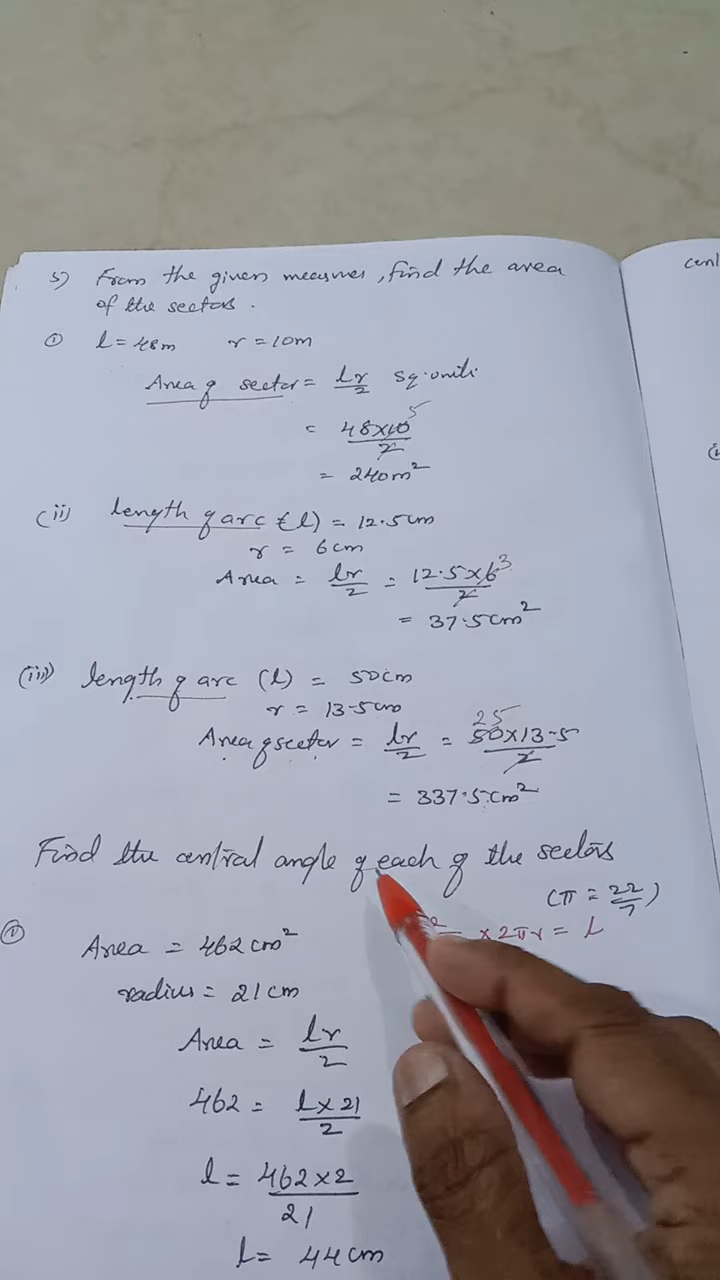 5) From the given measures, find the area
of the sectors.
① l = 48m r = 10m
Area of sector = lr/2 sq.units
= 48×10/2 5
= 240m²
(ii) length of arc (l) = 12.5cm
r = 6cm
Area = lr/2 = 12.5×6/2 3
= 37.5cm²
(iii) length of arc (l) = 50cm
r = 13.5cm
Area of sector = lr/2 = 50×13.5/2 25
= 337.5cm²
Find the central angle of each of the sectors
(π = 22/7)
① Area = 462cm²
×2πr = l
radius = 21cm
Area = lr/2
462 = l×21/2
l = 462×2/21
l = 44cm
cent